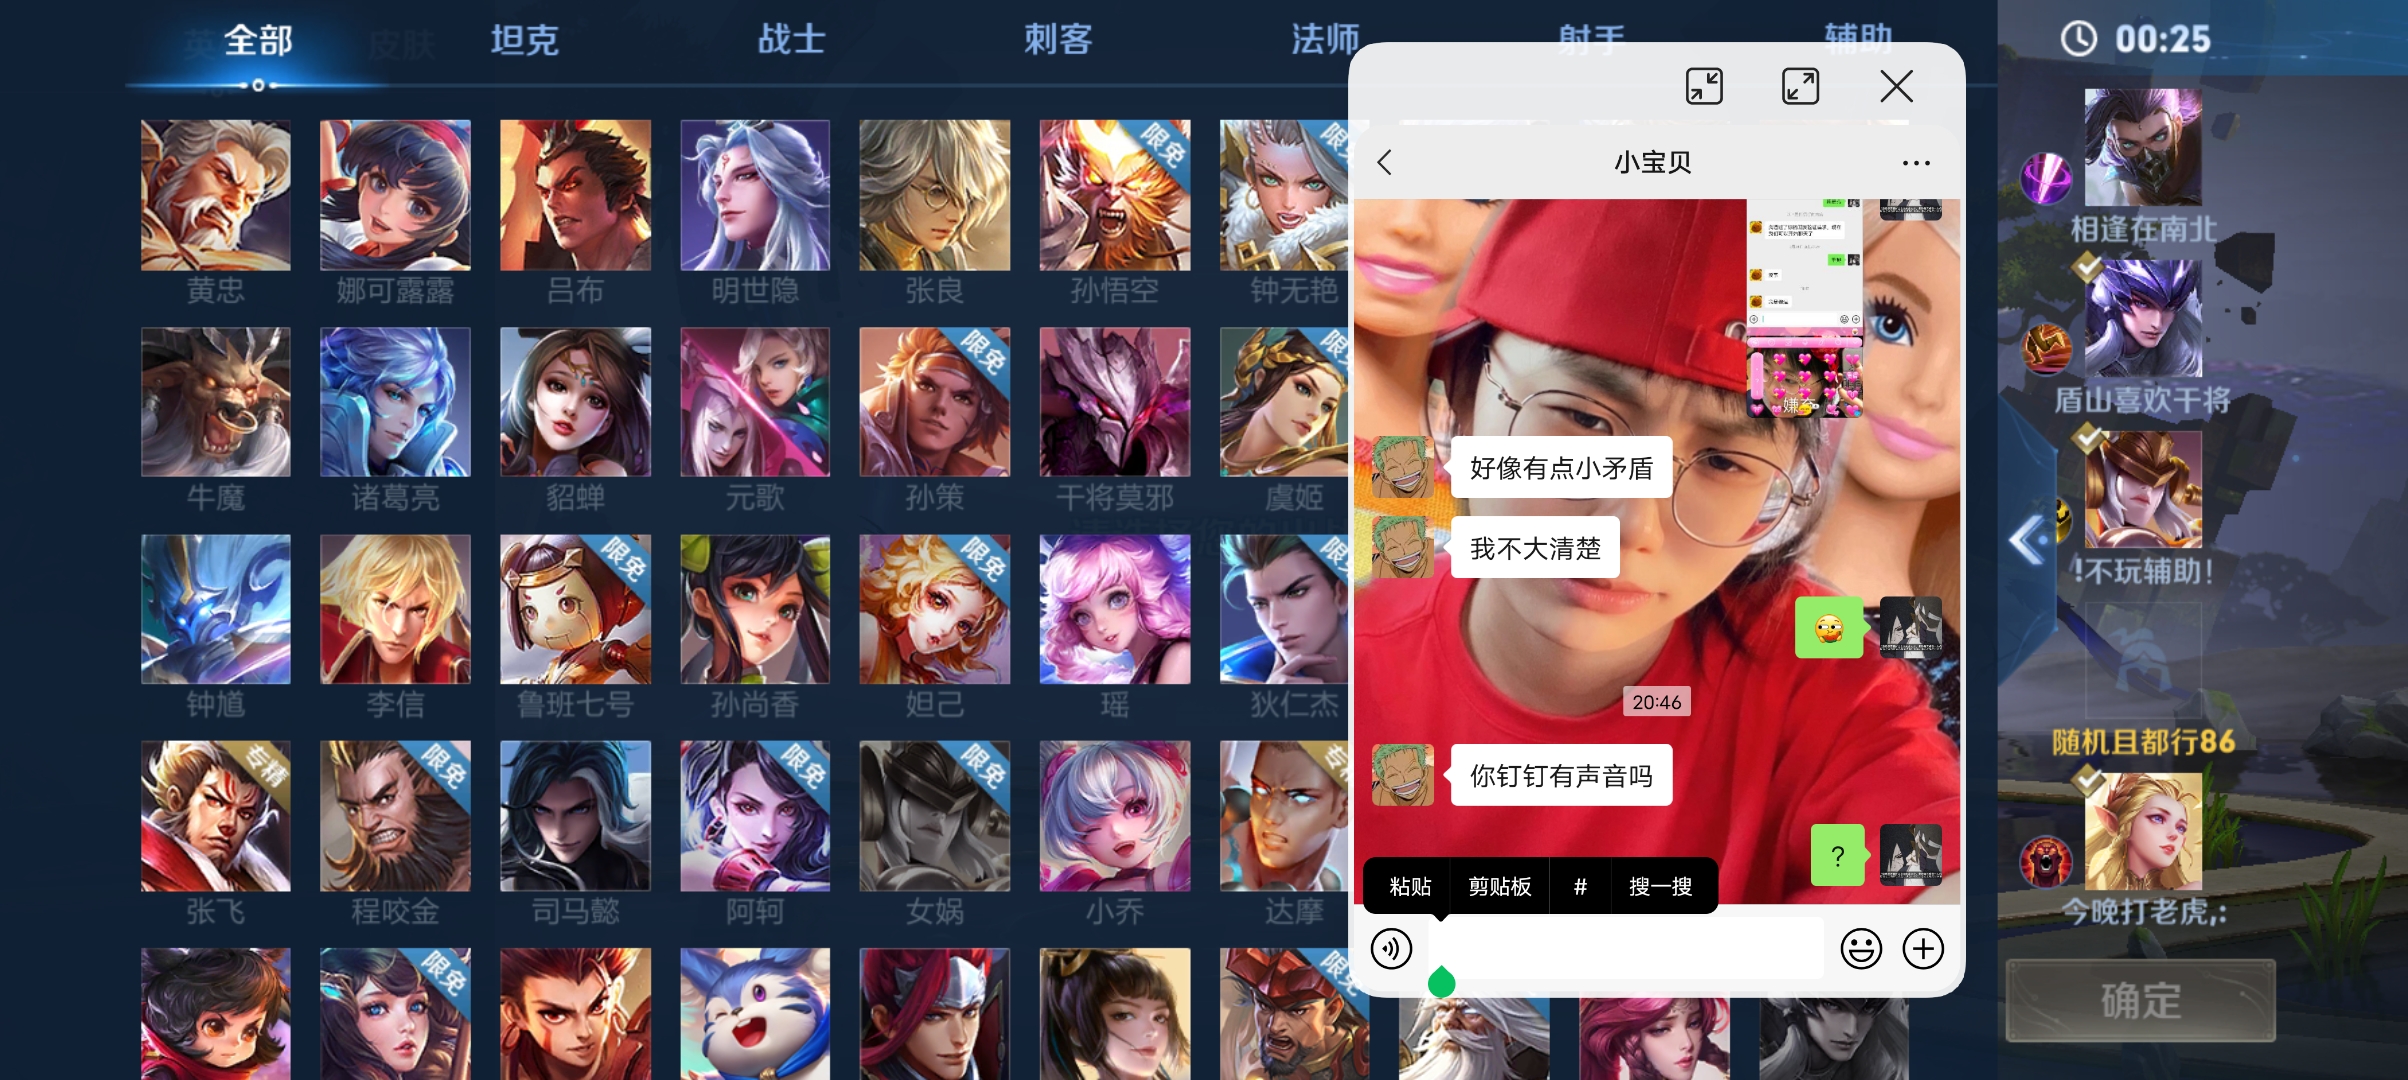 全部
坦克
战士
刺客
法师
射手
辅助
00:25
限免
限免
黄忠
娜可露露
吕布
明世隐
张良
孙悟空
钟无艳
限免
限免
牛魔
诸葛亮
貂蝉
元歌
孙策
干将莫邪
虞姬
限免
限免
限免
钟馗
李信
鲁班七号
孙尚香
妲己
瑶
狄仁杰
专精
限免
限免
限免
专精
张飞
程咬金
司马懿
阿轲
女娲
小乔
达摩
限免
限免
小宝贝
嫌弃
好像有点小矛盾
我不大清楚
20:46
你钉钉有声音吗
?
粘贴
剪贴板
#
搜一搜
相逢在南北
盾山喜欢干将
!不玩辅助!
随机且都行86
今晚打老虎,:
确定